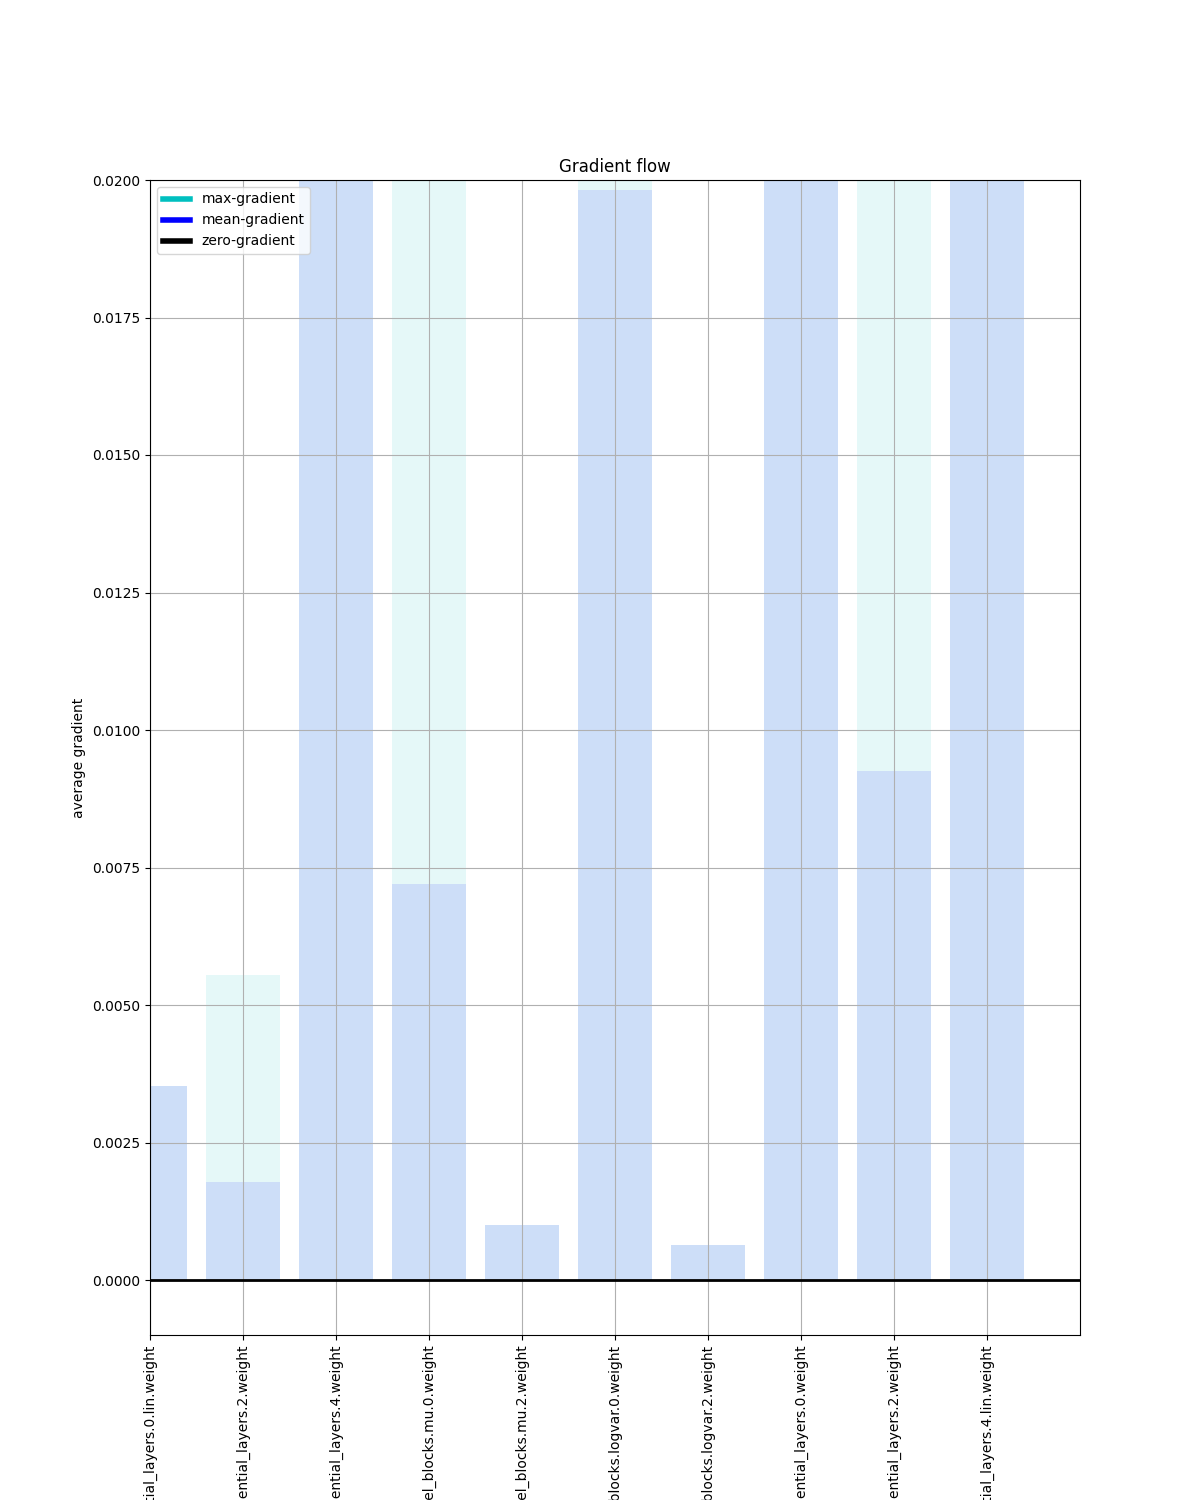 Gradient flow
max-gradient
mean-gradient
zero-gradient
0.0200
0.0175
0.0150
0.0125
0.0100
0.0075
0.0050
0.0025
0.0000
average gradient
tial_layers.0.lin.weight
ential_layers.2.weight
ential_layers.4.weight
el_blocks.mu.0.weight
el_blocks.mu.2.weight
blocks.logvar.0.weight
blocks.logvar.2.weight
ential_layers.0.weight
ential_layers.2.weight
tial_layers.4.lin.weight